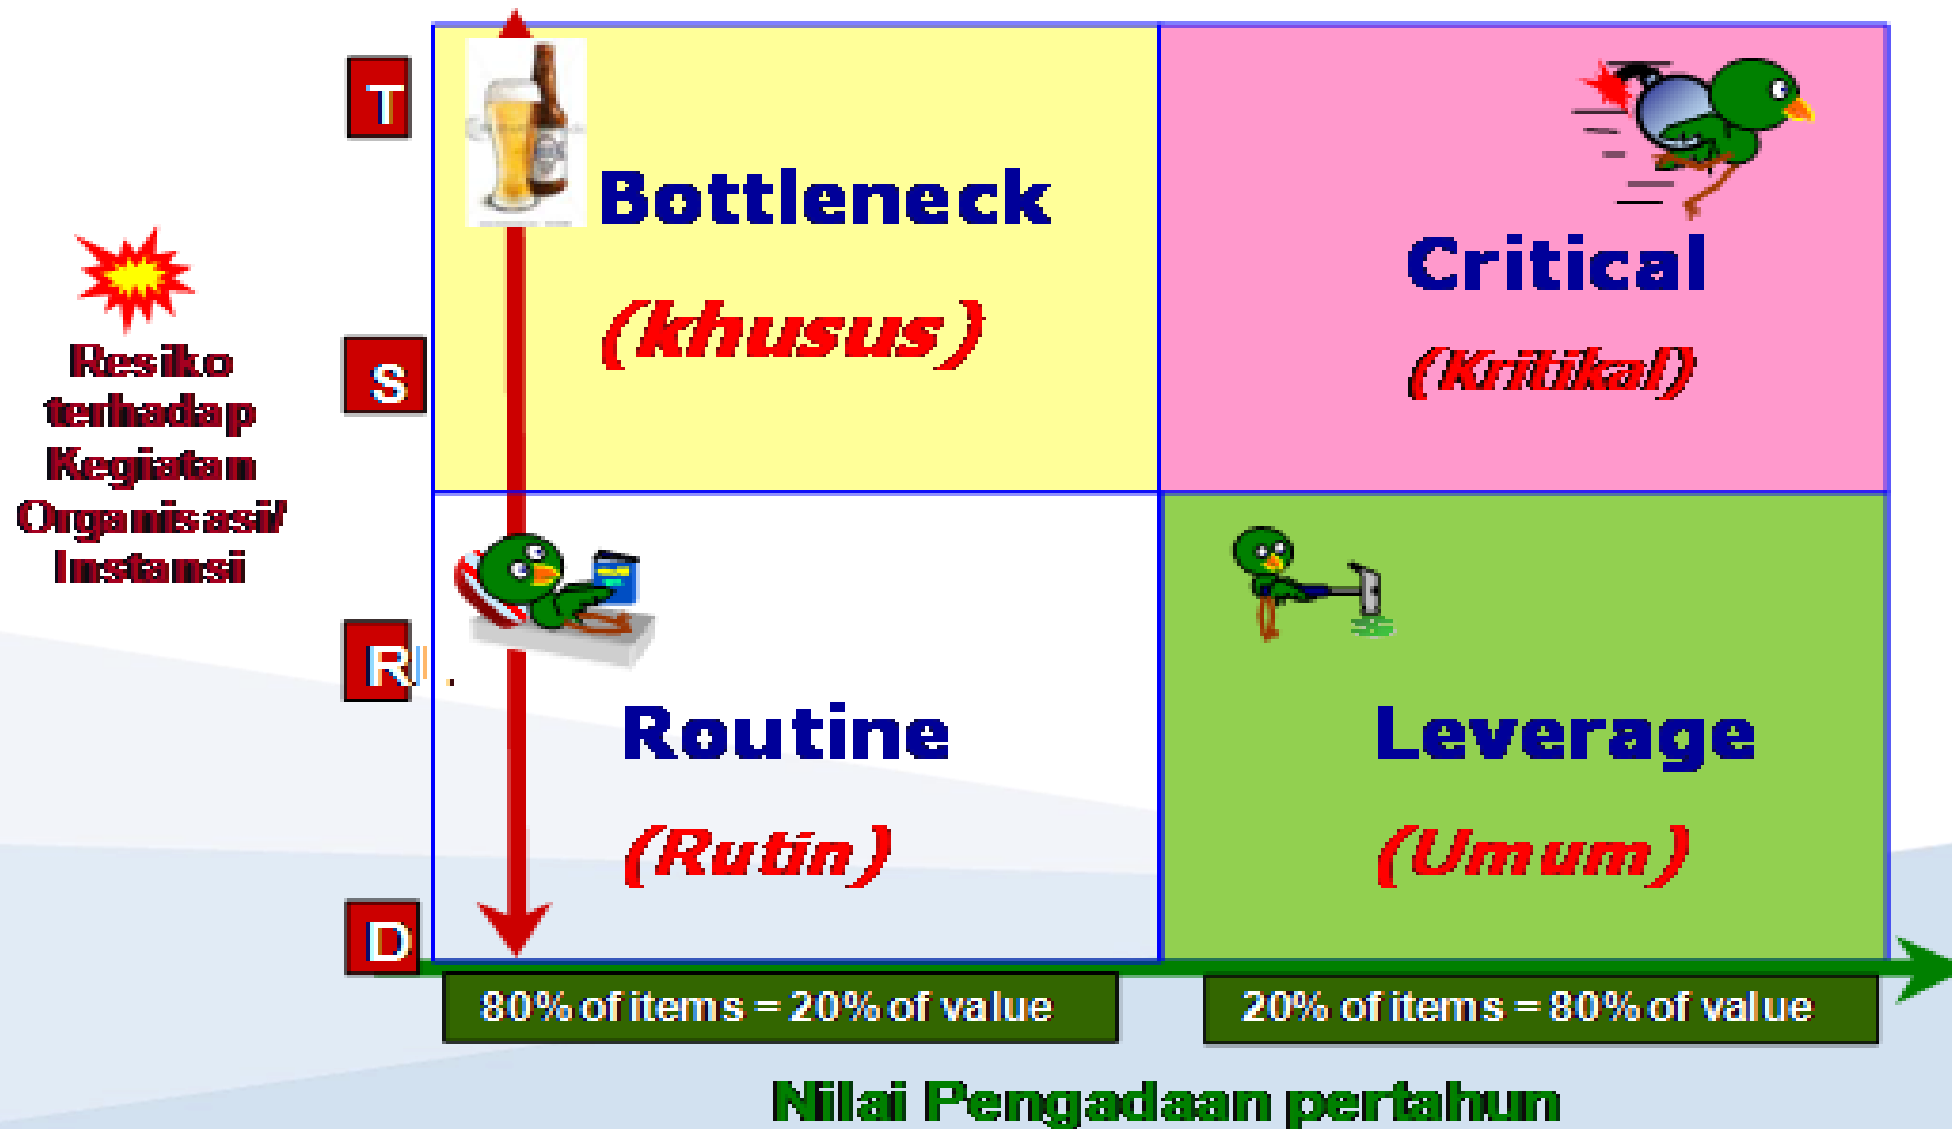 T
Bottleneck
(khusus)
Critical
(Kritikal)
Resiko
terhadap
Kegiatan
Organisasi/
Instansi
S
R
Routine
(Rutin)
Leverage
(Umum)
D
80% of items = 20% of value
20% of items = 80% of value
Nilai Pengadaan pertahun